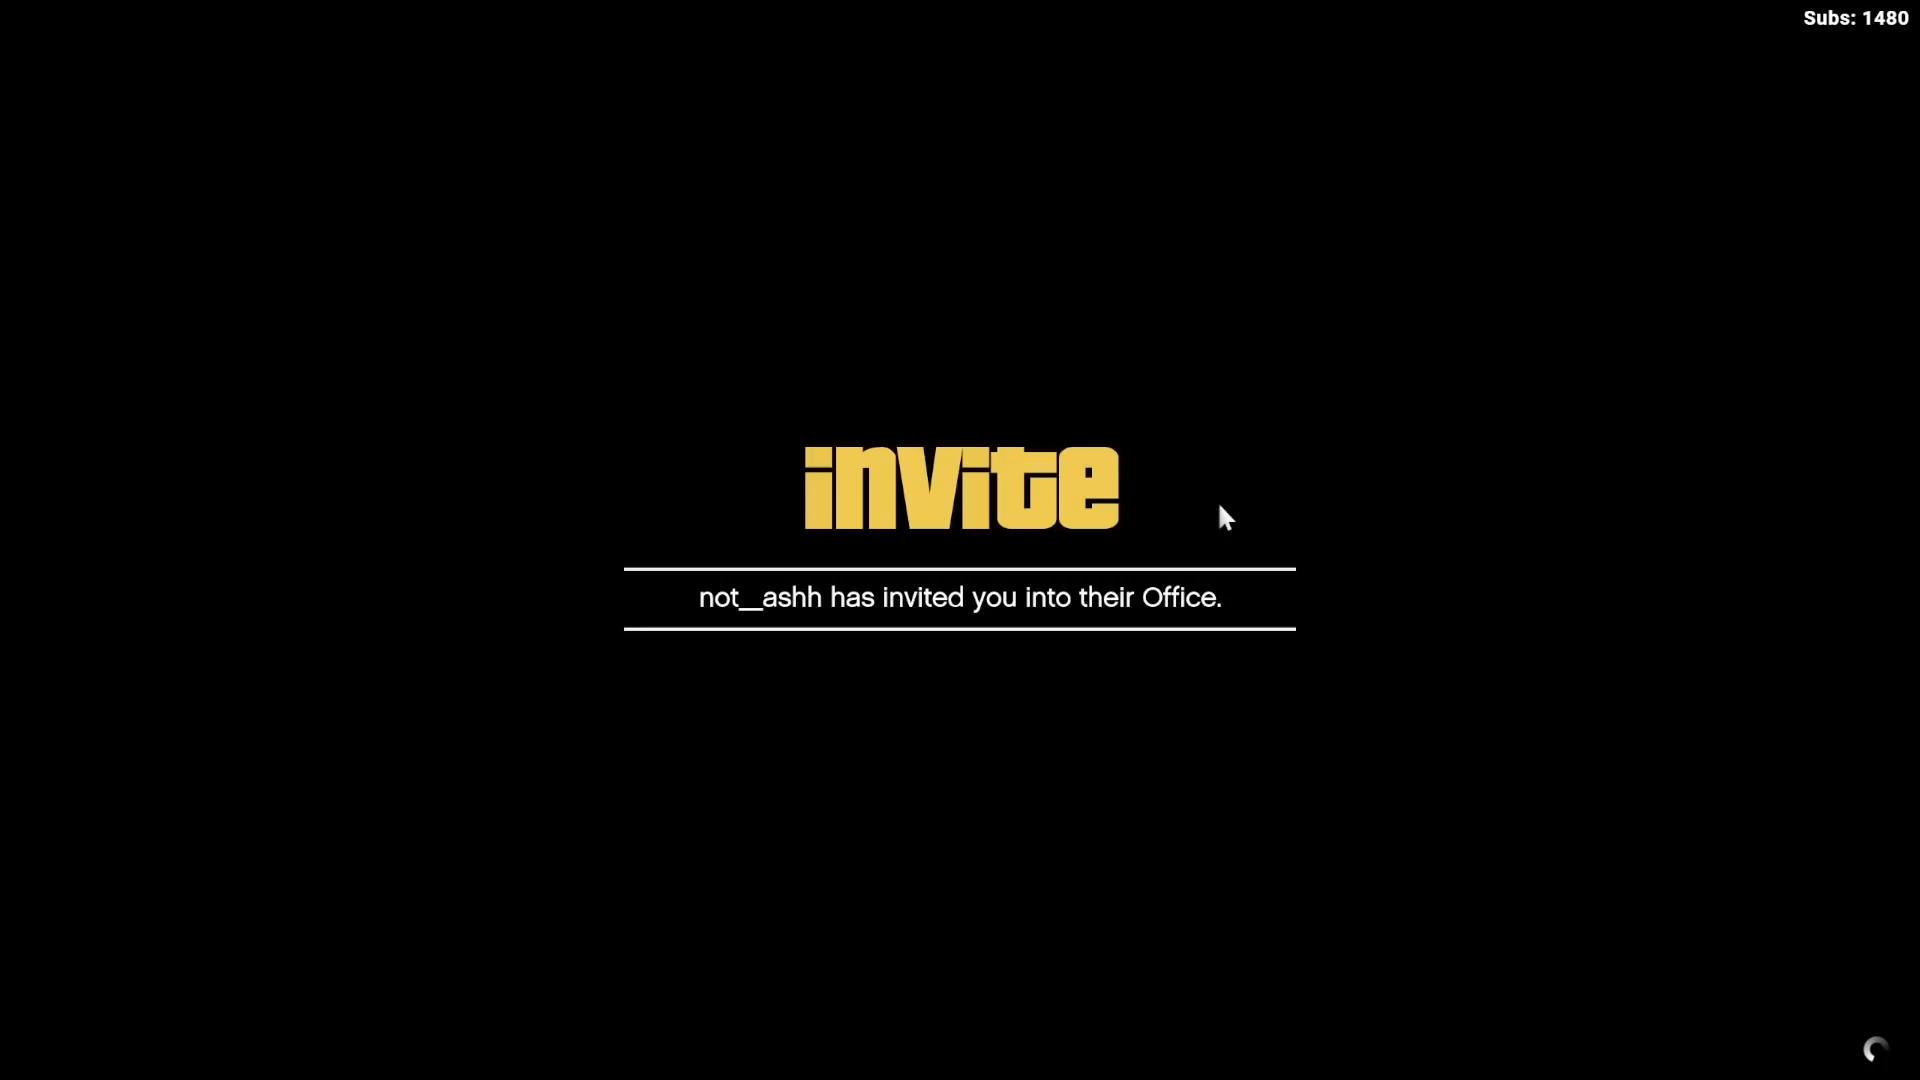 Subs: 1480
invite
not__ashh has invited you into their Office.